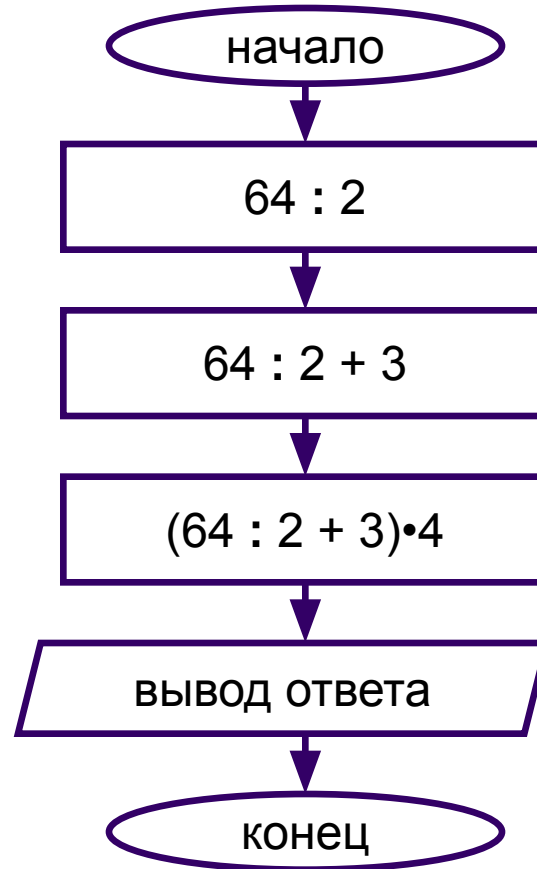 начало
64 : 2
64 : 2 + 3
(64 : 2 + 3)•4
вывод ответа
конец